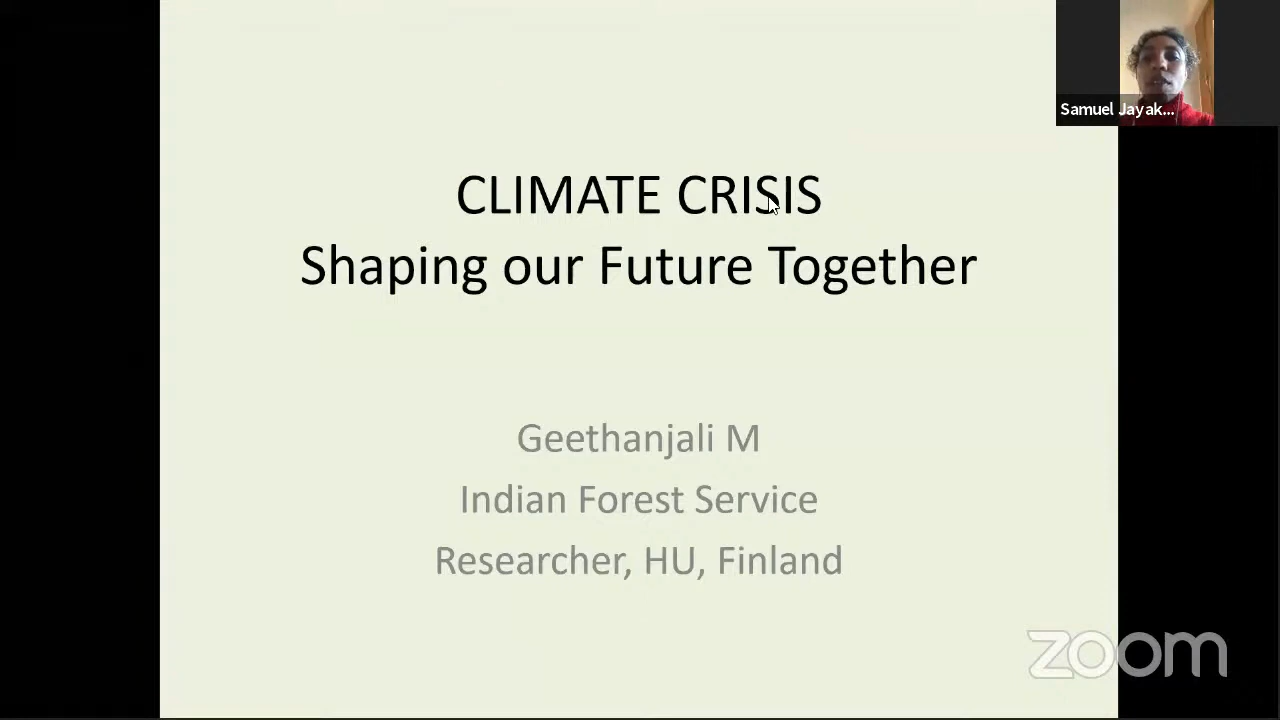 Samuel Jayak...
CLIMATE CRISIS
Shaping our Future Together
Geethanjali M
Indian Forest Service
Researcher, HU, Finland
zoom